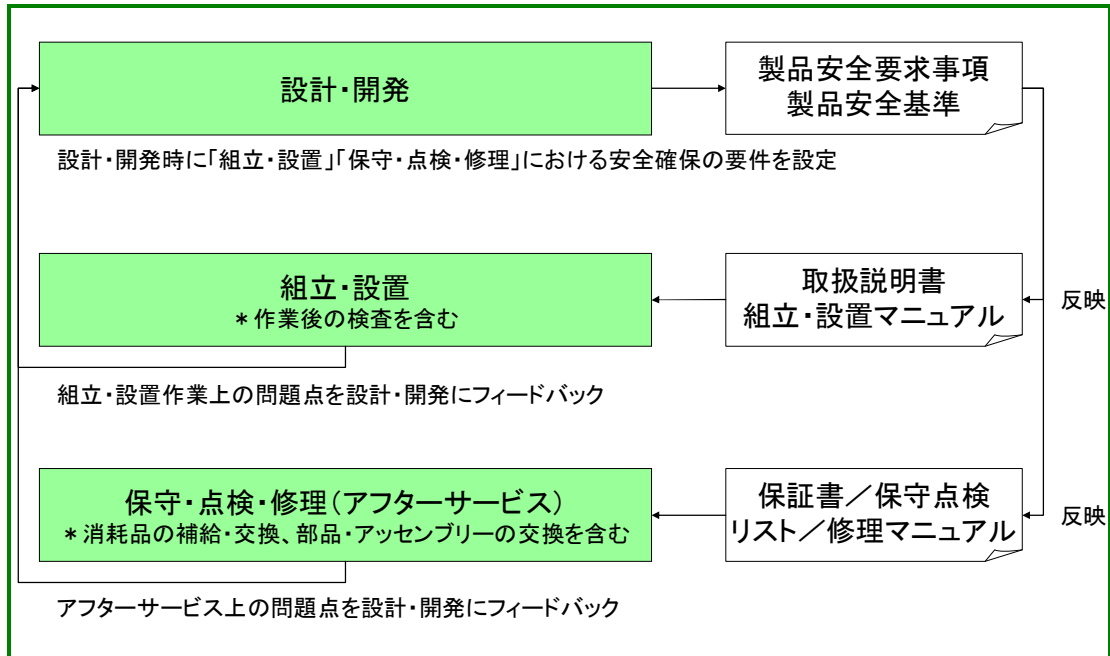 設計・開発
製品安全要求事項
製品安全基準
設計・開発時に「組立・設置」「保守・点検・修理」における安全確保の要件を設定
組立・設置
*作業後の検査を含む
取扱説明書
組立・設置マニュアル
反映
組立・設置作業上の問題点を設計・開発にフィードバック
保守・点検・修理(アフターサービス)
*消耗品の補給・交換、部品・アッセンブリーの交換を含む
保証書/保守点検
リスト/修理マニュアル
反映
アフターサービス上の問題点を設計・開発にフィードバック